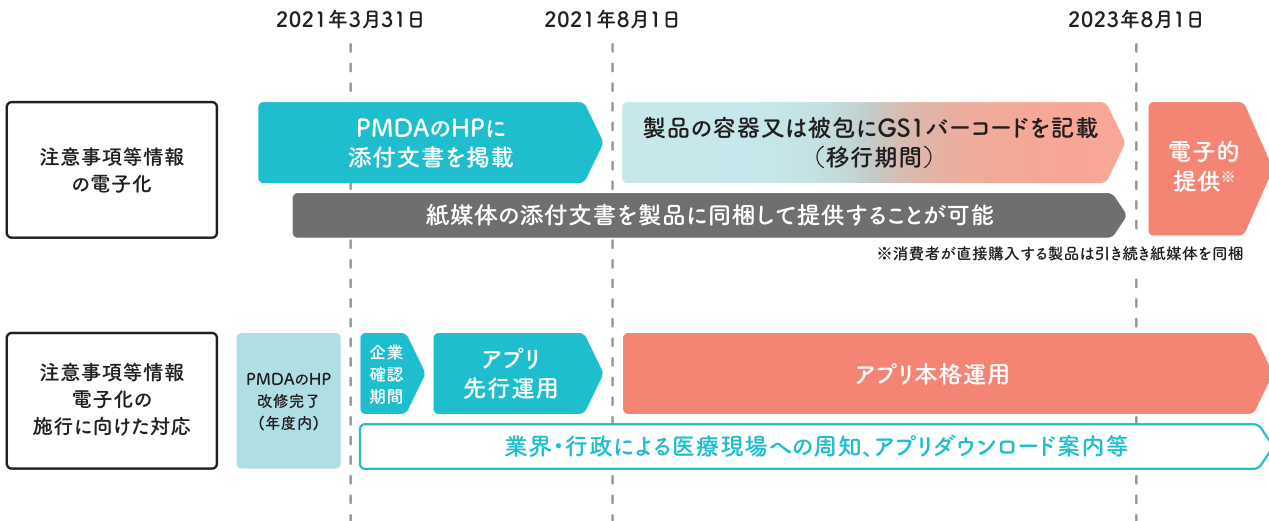 2021年3月31日
2021年8月1日
2023年8月1日
注意事項等情報
の電子化
PMDAのHPに
添付文書を掲載
製品の容器又は被包にGS1バーコードを記載
（移行期間）
電子的
提供※
紙媒体の添付文書を製品に同梱して提供することが可能
※消費者が直接購入する製品は引き続き紙媒体を同梱
注意事項等情報
電子化の
施行に向けた対応
PMDAのHP
改修完了
（年度内）
企業
確認
期間
アプリ
先行運用
アプリ本格運用
業界・行政による医療現場への周知、アプリダウンロード案内等